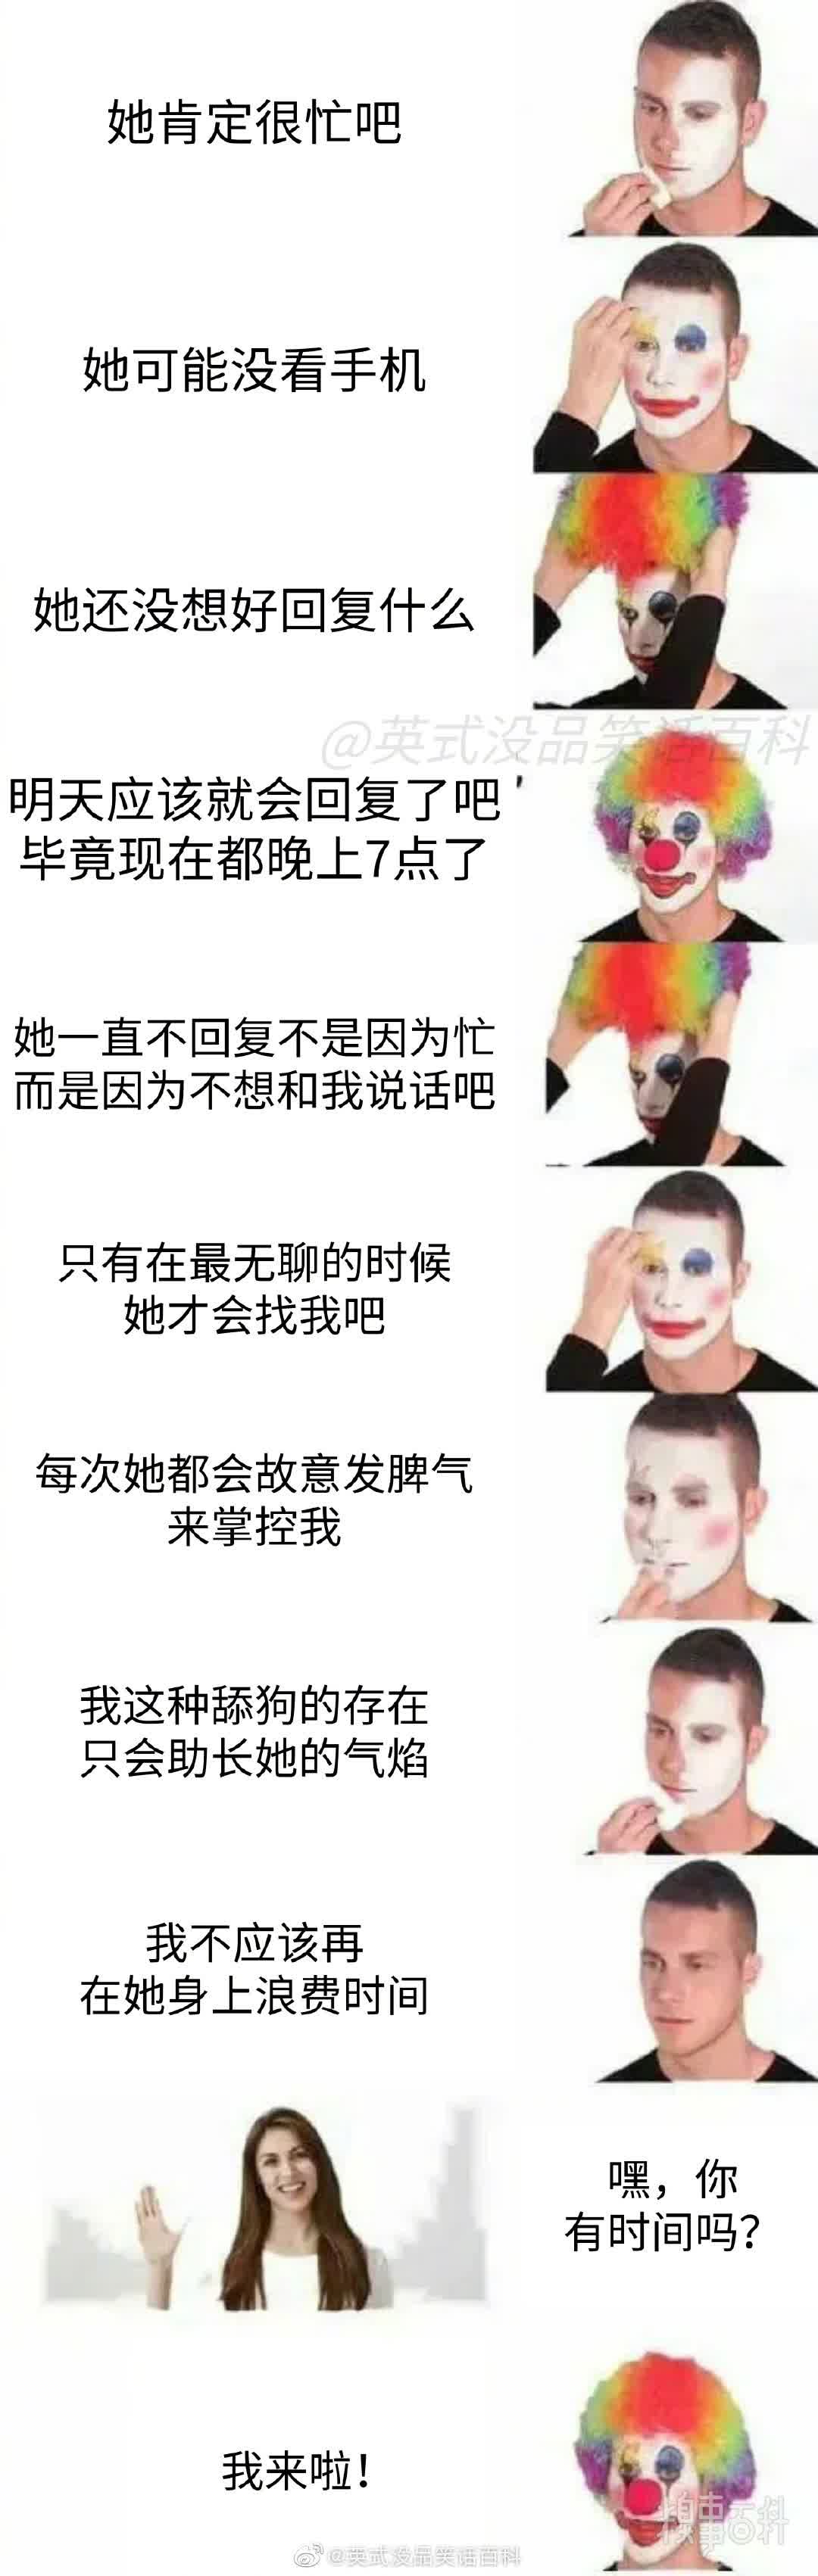 她肯定很忙吧
她可能没看手机
她还没想好回复什么
@英式没品笑话百科
明天应该就会回复了吧
毕竟现在都晚上7点了
她一直不回复不是因为忙
而是因为不想和我说话吧
只有在最无聊的时候
她才会找我吧
每次她都会故意发脾气
来掌控我
我这种舔狗的存在
只会助长她的气焰
我不应该再
在她身上浪费时间
嘿，你
有时间吗？
我来啦！
糗事百科
@英式没品笑话百科